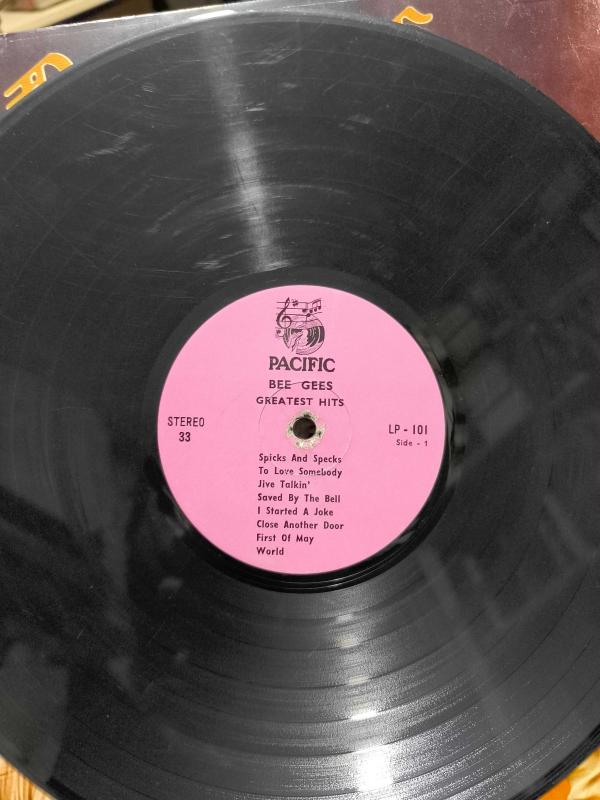 PACIFIC
BEE GEES
GREATEST HITS
STEREO
33
LP - 101
Side - 1
Spicks And Specks
To Love Somebody
Jive Talkin'
Saved By The Bell
I Started A Joke
Close Another Door
First Of May
World